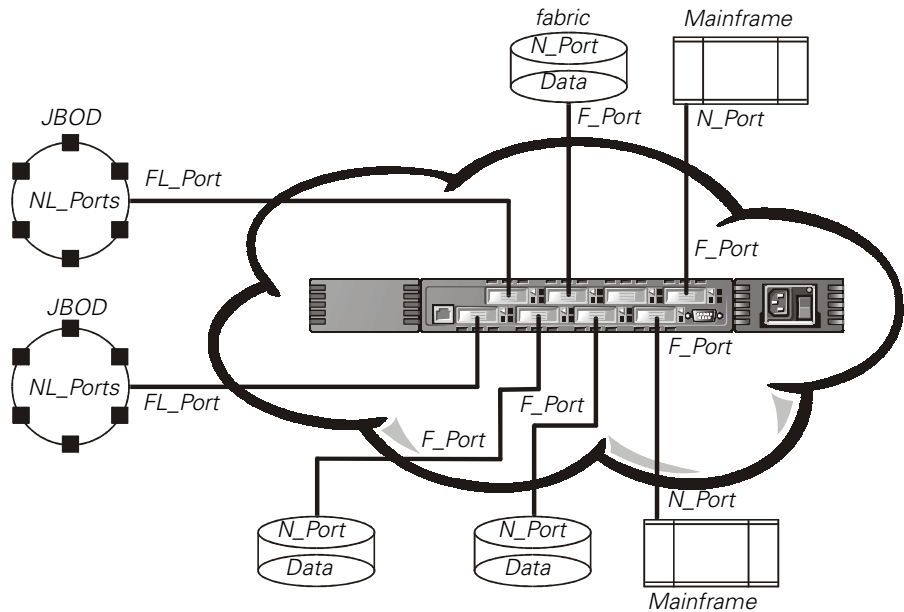 fabric
N_Port
Data
F_Port
Mainframe
N_Port
JBOD
NL_Ports
FL_Port
F_Port
JBOD
NL_Ports
FL_Port
F_Port
F_Port
F_Port
N_Port
Data
N_Port
Data
N_Port
Mainframe